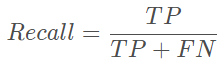 Recall = TP / TP + FN